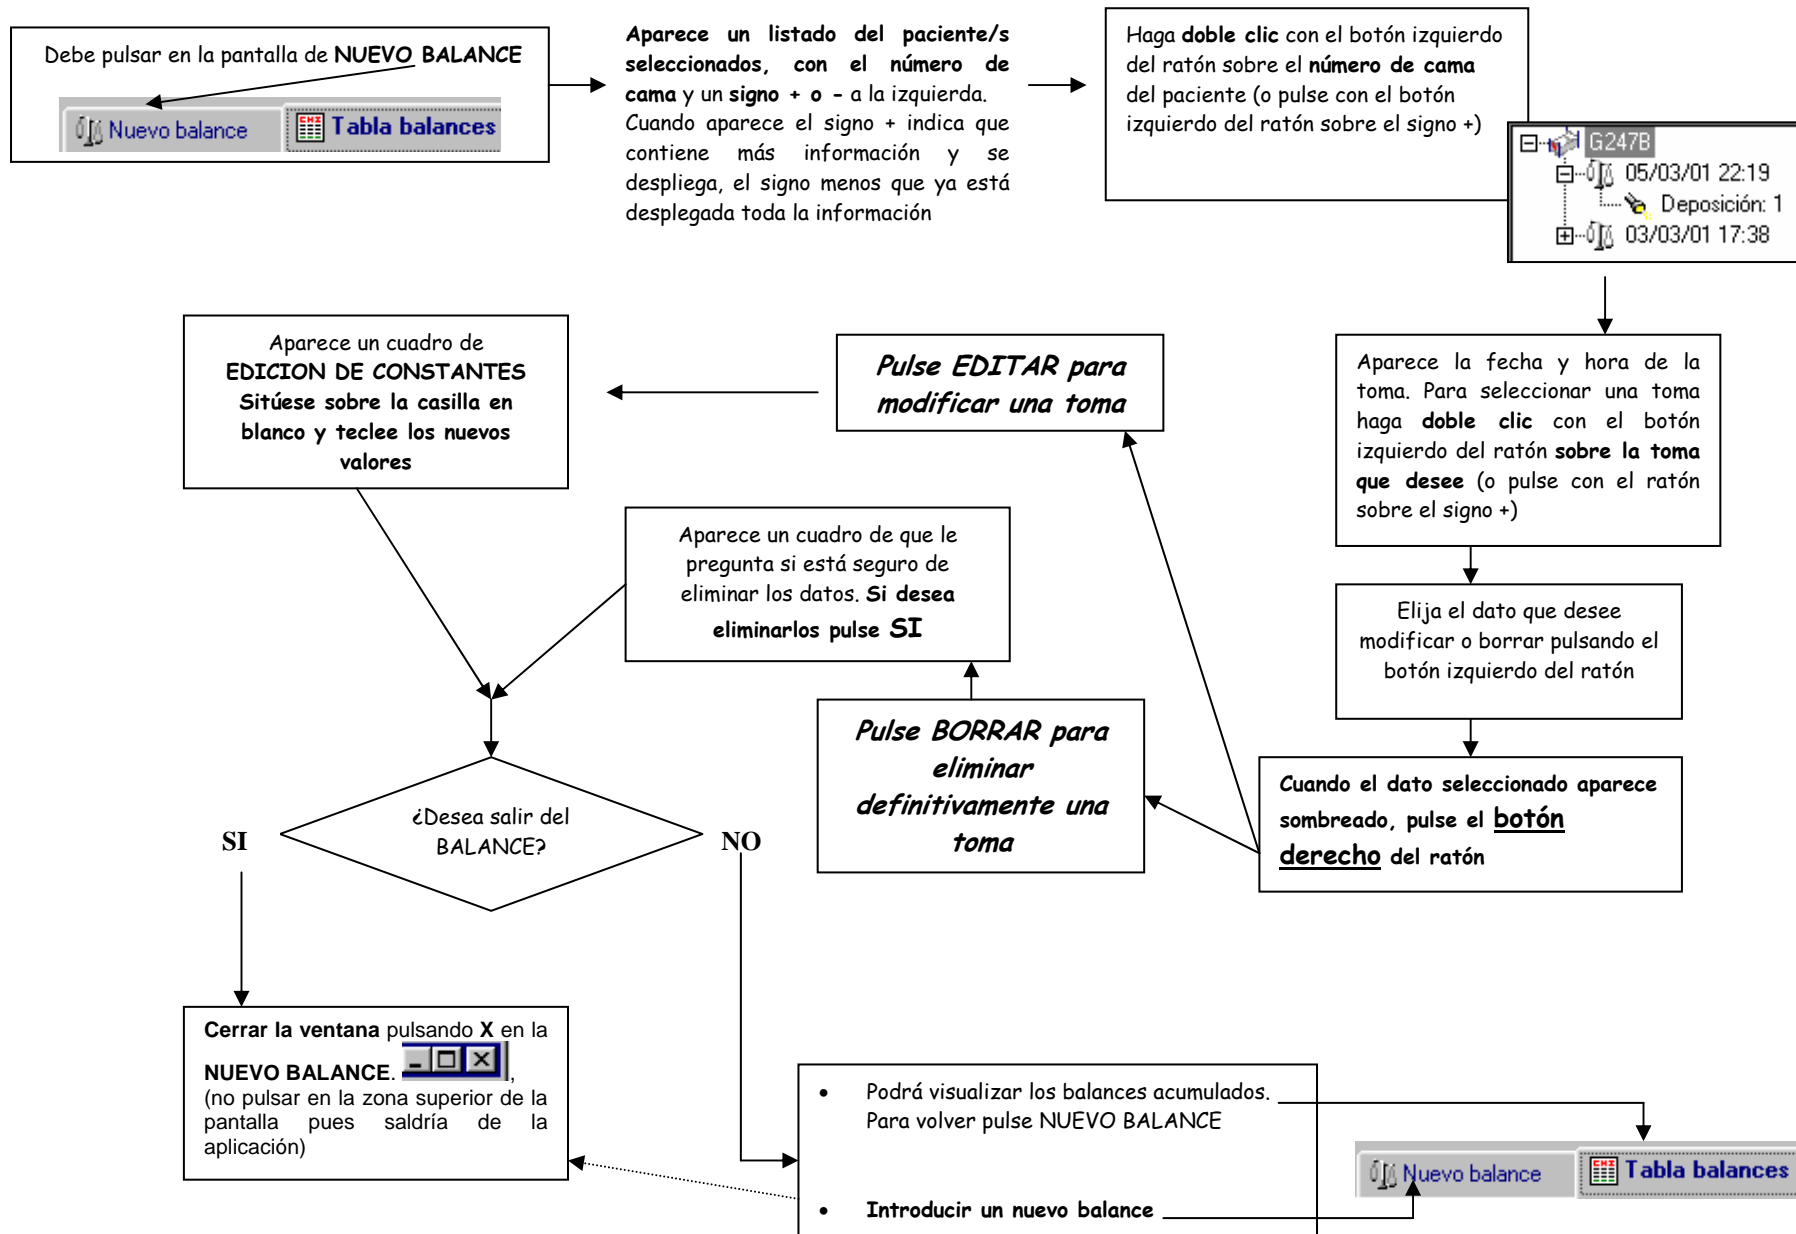 Debe pulsar en la pantalla de NUEVO BALANCE
Nuevo balance
Tabla balances
Aparece un listado del paciente/s
seleccionados, con el número de
cama y un signo + o - a la izquierda.
Cuando aparece el signo + indica que
contiene más información y se
despliega, el signo menos que ya está
desplegada toda la información
Haga doble clic con el botón izquierdo
del ratón sobre el número de cama
del paciente (o pulse con el botón
izquierdo del ratón sobre el signo +)
G247B
05/03/01 22:19
Deposición: 1
03/03/01 17:38
Aparece la fecha y hora de la
toma. Para seleccionar una toma
haga doble clic con el botón
izquierdo del ratón sobre la toma
que desee (o pulse con el ratón
sobre el signo +)
Elija el dato que desee
modificar o borrar pulsando el
botón izquierdo del ratón
Cuando el dato seleccionado aparece
sombreado, pulse el botón
derecho del ratón
Pulse EDITAR para
modificar una toma
Aparece un cuadro de
EDICION DE CONSTANTES
Sitúese sobre la casilla en
blanco y teclee los nuevos
valores
Pulse BORRAR para
eliminar
definitivamente una
toma
Aparece un cuadro de que le
pregunta si está seguro de
eliminar los datos. Si desea
eliminarlos pulse SI
¿Desea salir del
BALANCE?
SI
NO
Cerrar la ventana pulsando X en la
NUEVO BALANCE. ,
(no pulsar en la zona superior de la
pantalla pues saldría de la
aplicación)
• Podrá visualizar los balances acumulados.
Para volver pulse NUEVO BALANCE
• Introducir un nuevo balance
Nuevo balance
Tabla balances